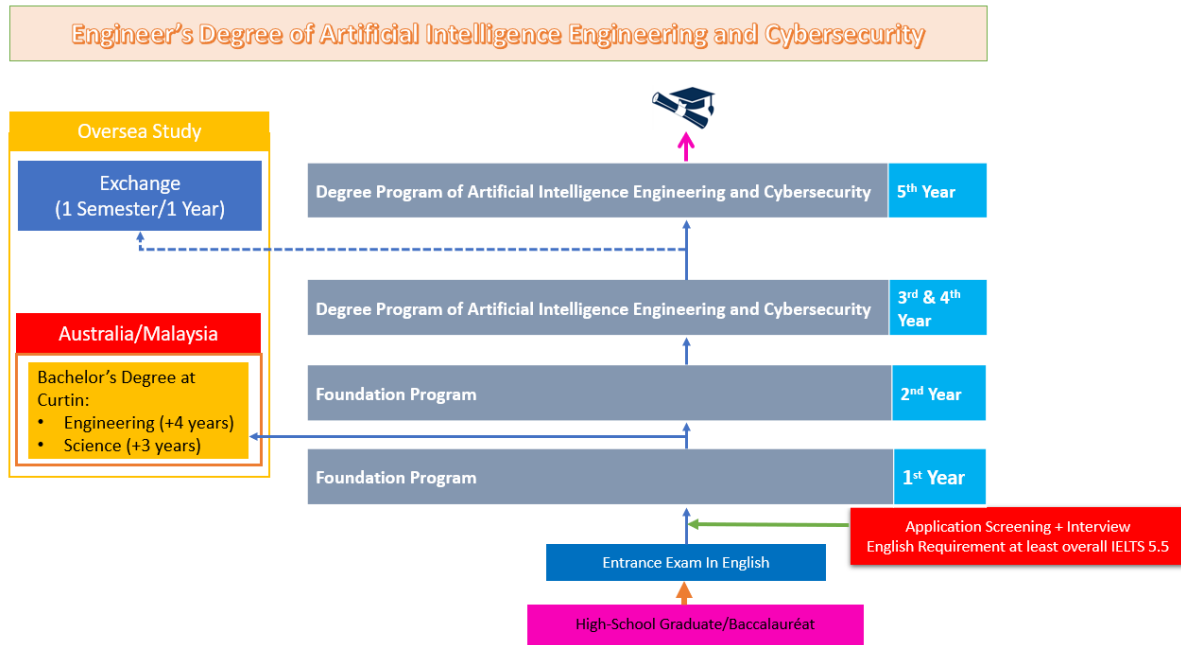 Engineer's Degree of Artificial Intelligence Engineering and Cybersecurity
Oversea Study
Exchange
(1 Semester/1 Year)
Degree Program of Artificial Intelligence Engineering and Cybersecurity
5th Year
Degree Program of Artificial Intelligence Engineering and Cybersecurity
3rd & 4th
Year
Australia/Malaysia
Bachelor's Degree at
Curtin:
• Engineering (+4 years)
• Science (+3 years)
Foundation Program
2nd Year
Foundation Program
1st Year
Application Screening + Interview
English Requirement at least overall IELTS 5.5
Entrance Exam In English
High-School Graduate/Baccalauréat